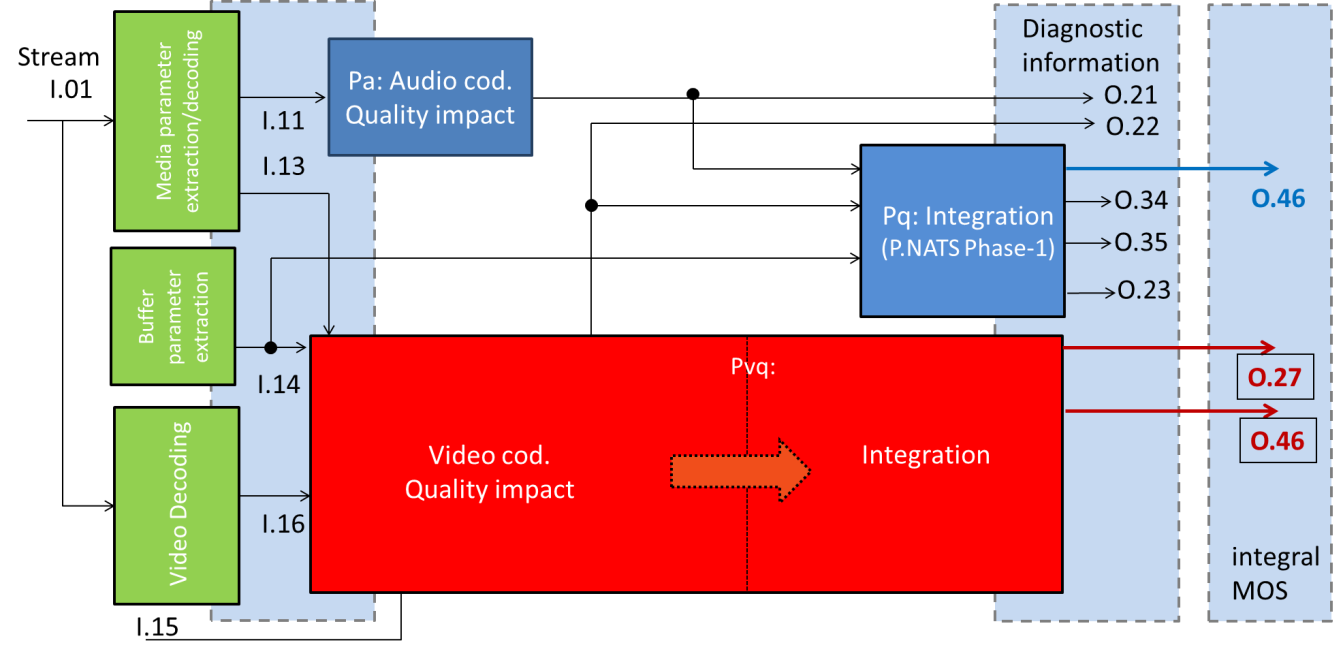 Stream
I.01
Media parameter
extraction/decoding
I.11
I.13
Pa: Audio cod.
Quality impact
Diagnostic
information
O.21
O.22
Pq: Integration
(P.NATS Phase-1)
O.46
O.34
O.35
O.23
Buffer
parameter
extraction
I.14
Pvq:
Video cod.
Quality impact
Integration
O.27
O.46
Video Decoding
I.16
I.15
integral
MOS